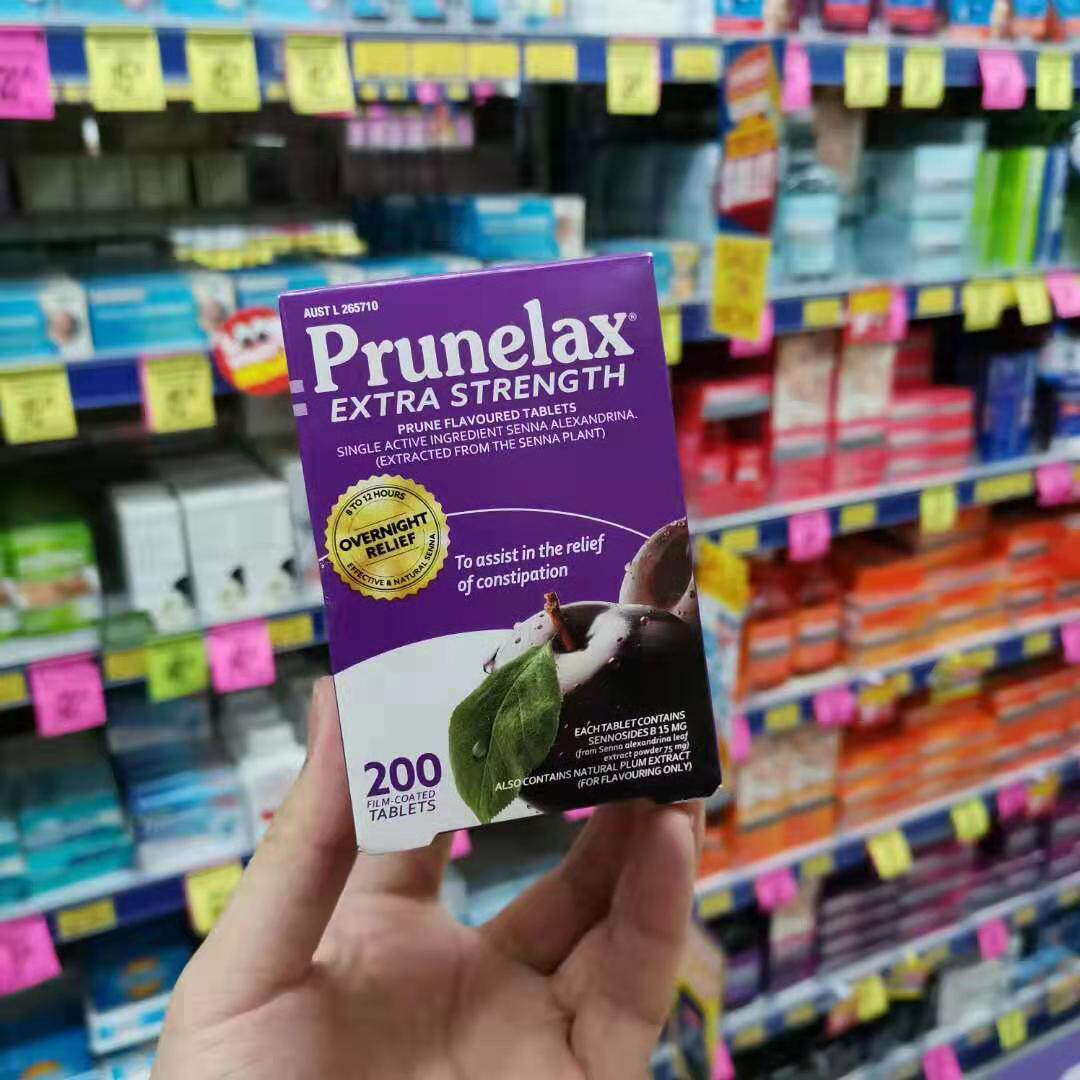 AUST L 265710
Prunelax®
EXTRA STRENGTH
PRUNE FLAVOURED TABLETS
SINGLE ACTIVE INGREDIENT SENNA ALEXANDRINA.
(EXTRACTED FROM THE SENNA PLANT)
8 TO 12 HOURS
OVERNIGHT
RELIEF
EFFECTIVE & NATURAL SENNA
To assist in the relief
of constipation
EACH TABLET CONTAINS
SENNOSIDES B 15 MG
(from Senna alexandrina leaf
extract powder 75 mg)
ALSO CONTAINS NATURAL PLUM EXTRACT
(FOR FLAVOURING ONLY)
200
FILM-COATED
TABLETS